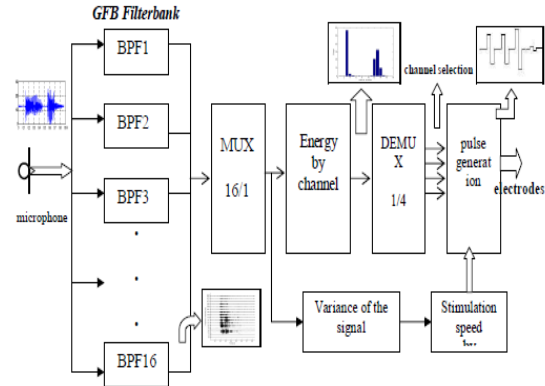 GFB Filterbank
BPF1
BPF2
BPF3
BPF16
microphone
MUX
16/1
Energy
by
channel
DEMU
X
1/4
channel selection
pulse
generat
ion
electrodes
Variance of the
signal
Stimulation
speed